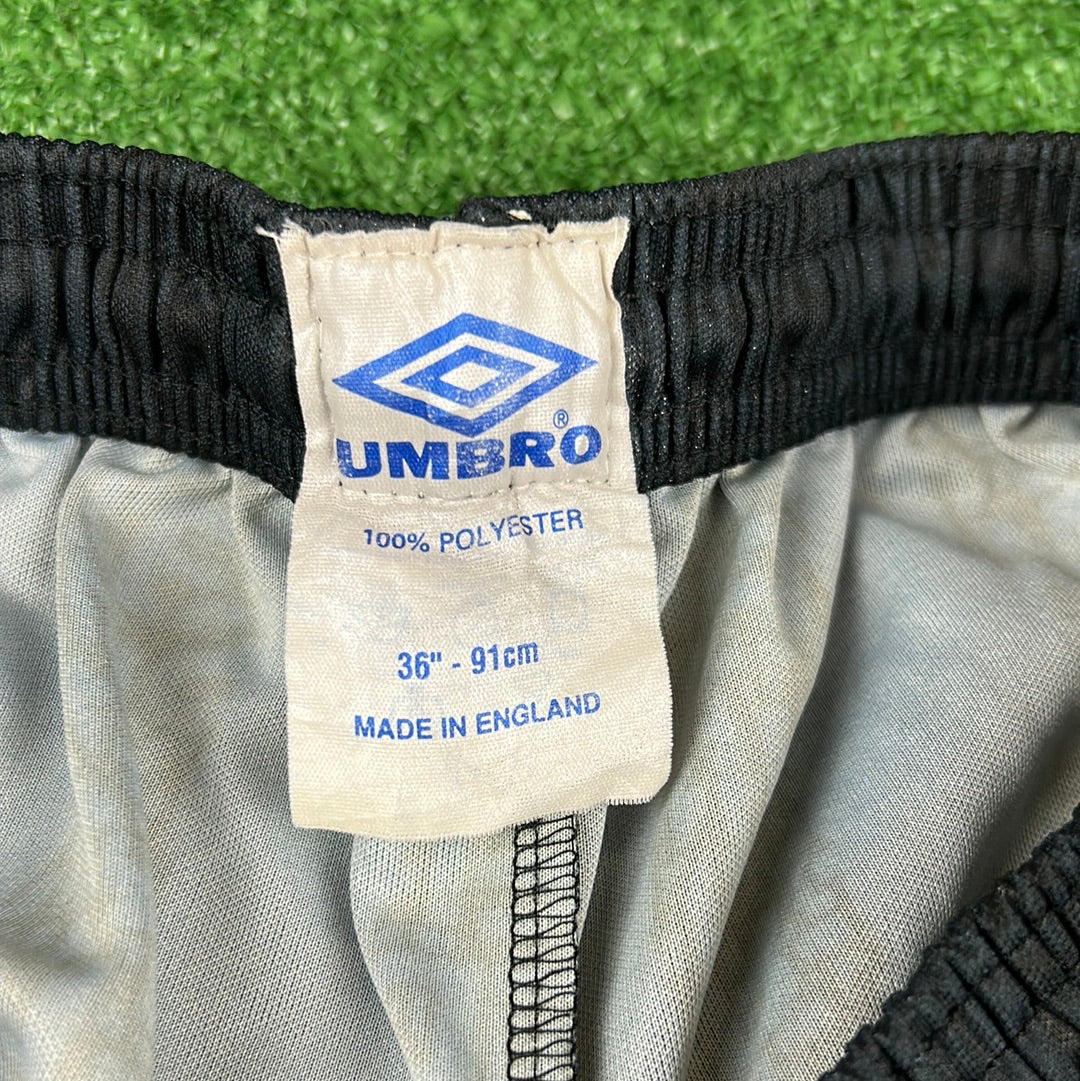 UMBRO®
100% POLYESTER
36" - 91cm
MADE IN ENGLAND